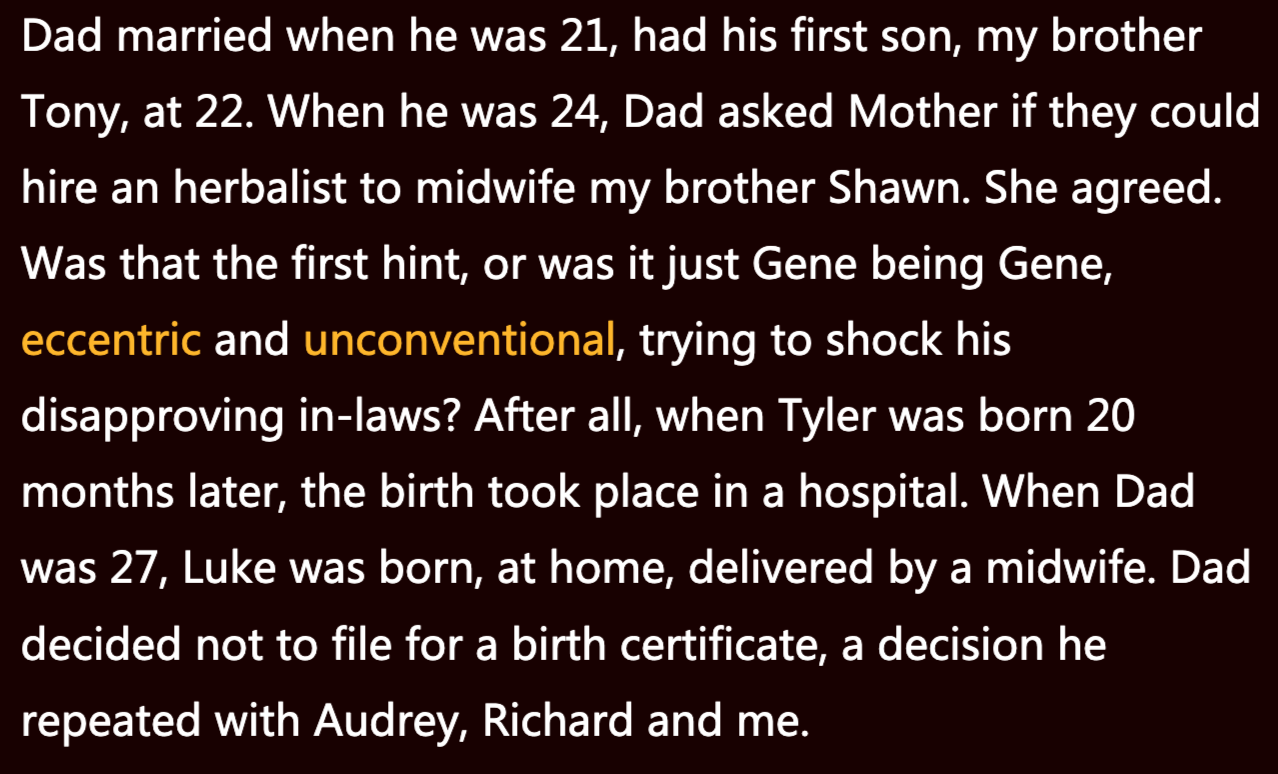 Dad married when he was 21, had his first son, my brother
Tony, at 22. When he was 24, Dad asked Mother if they could
hire an herbalist to midwife my brother Shawn. She agreed.
Was that the first hint, or was it just Gene being Gene,
eccentric and unconventional, trying to shock his
disapproving in-laws? After all, when Tyler was born 20
months later, the birth took place in a hospital. When Dad
was 27, Luke was born, at home, delivered by a midwife. Dad
decided not to file for a birth certificate, a decision he
repeated with Audrey, Richard and me.